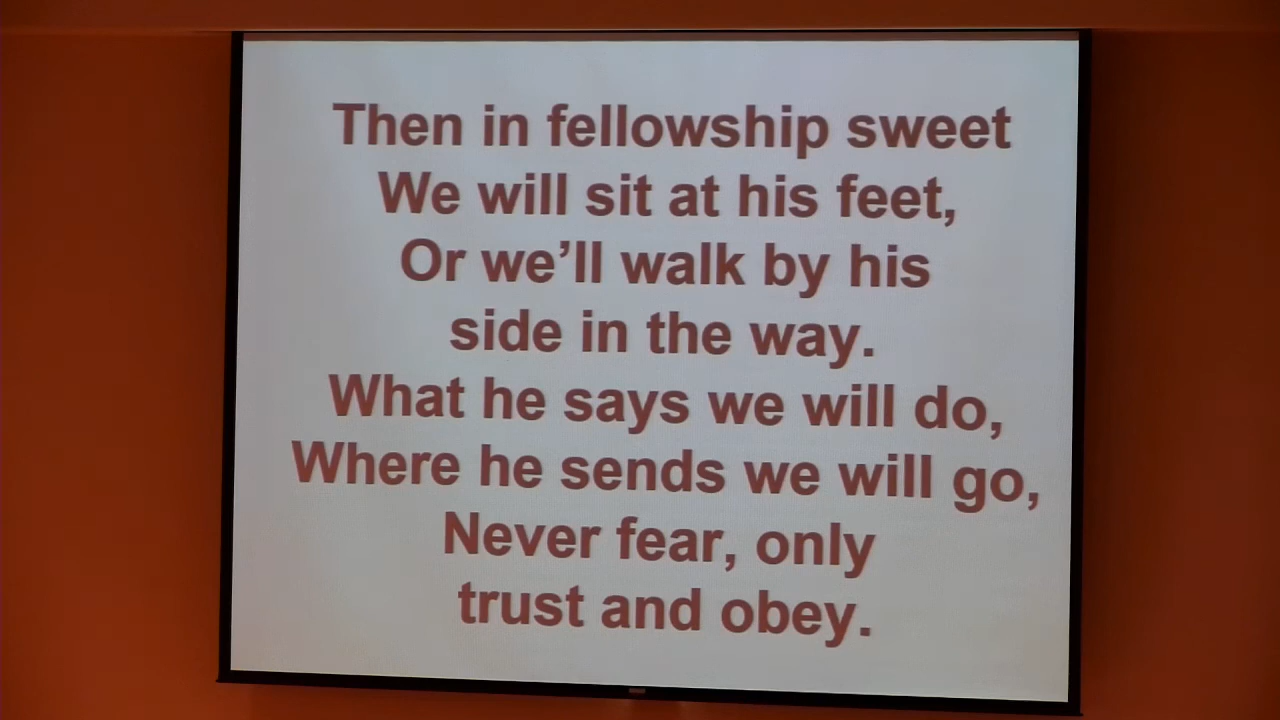 Then in fellowship sweet
We will sit at his feet,
Or we’ll walk by his
side in the way.
What he says we will do,
Where he sends we will go,
Never fear, only
trust and obey.